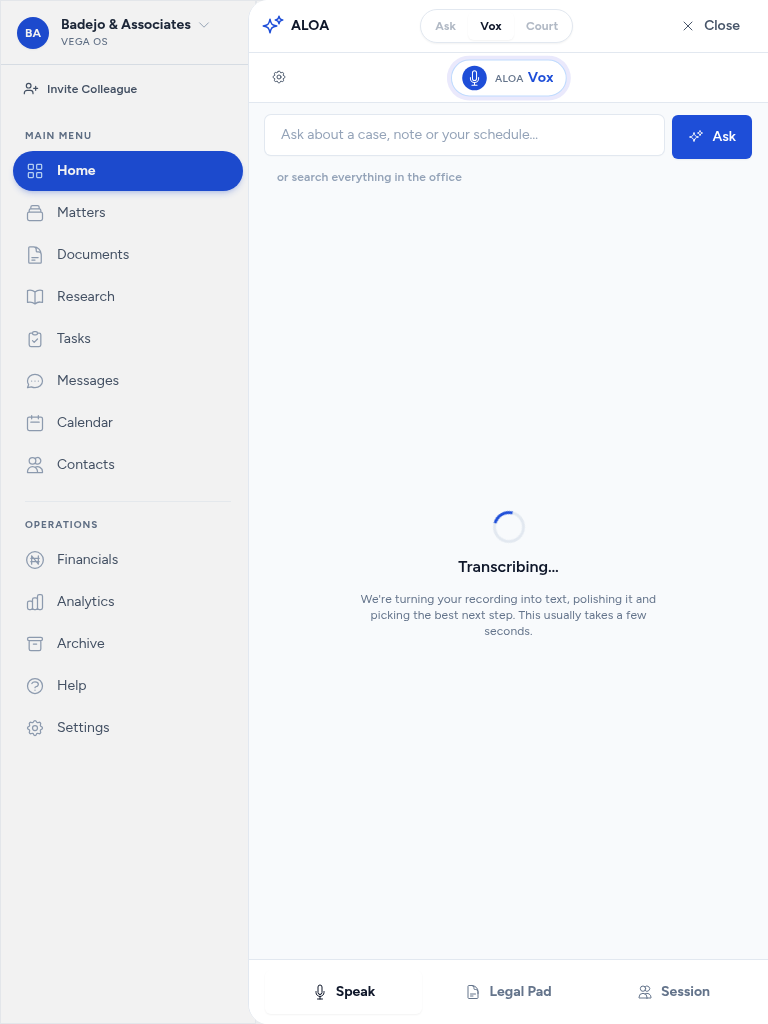 BA
Badejo & Associates
VEGA OS
Invite Colleague
MAIN MENU
Home
Matters
Documents
Research
Tasks
Messages
Calendar
Contacts
OPERATIONS
Financials
Analytics
Archive
Help
Settings
ALOA
Ask
Vox
Court
Close
ALOA Vox
Ask about a case, note or your schedule...
Ask
or search everything in the office
Transcribing...
We're turning your recording into text, polishing it and
picking the best next step. This usually takes a few
seconds.
Speak
Legal Pad
Session